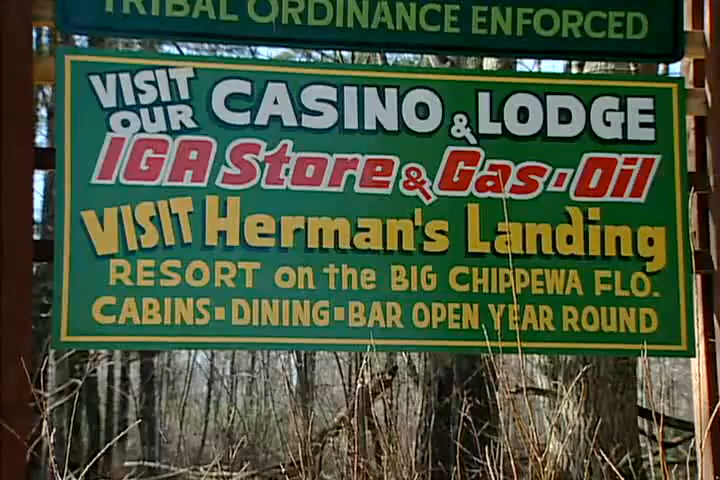 TRIBAL ORDINANCE ENFORCED
VISIT OUR CASINO & LODGE
IGA Store & Gas·Oil
VISIT Herman's Landing
RESORT on the BIG CHIPPEWA FLO.
CABINS-DINING-BAR OPEN YEAR ROUND